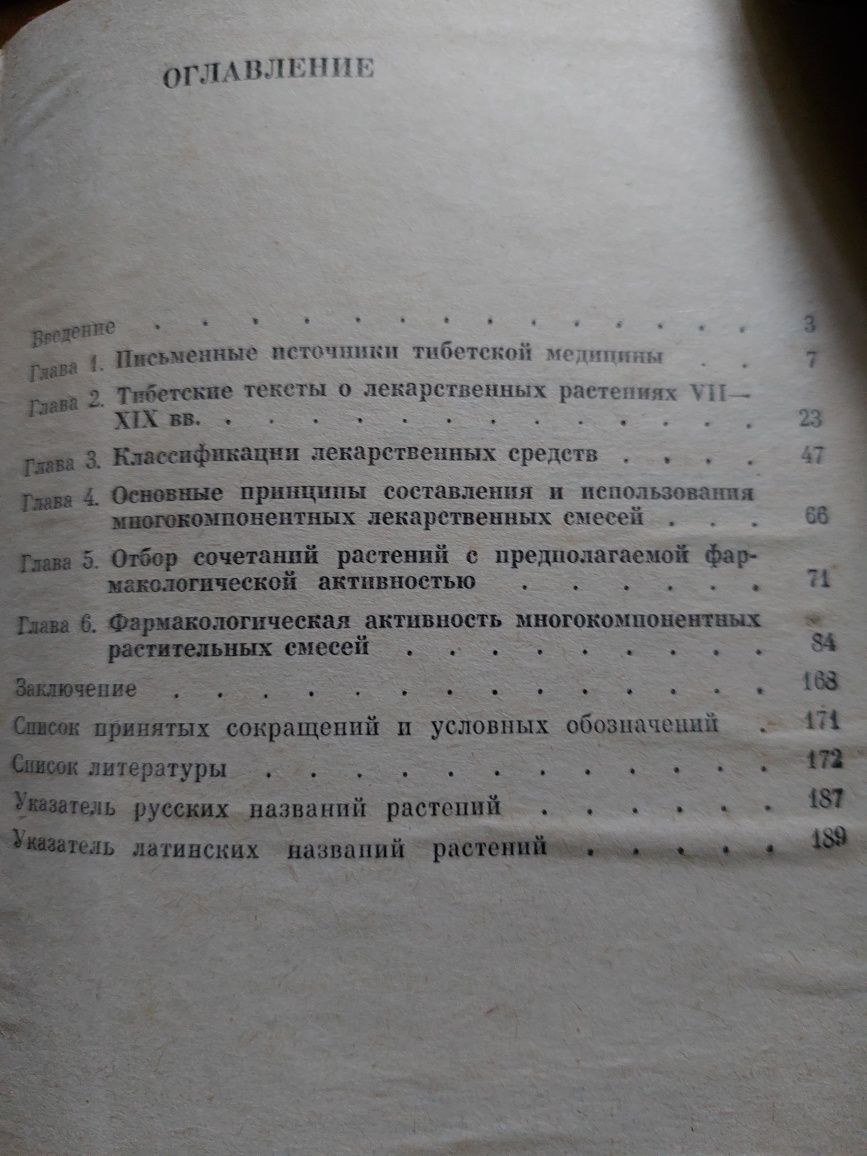 ОГЛАВЛЕНИЕ
Введение . . . . . . . . . . . . . 3
Глава 1. Письменные источники тибетской медицины . . 7
Глава 2. Тибетские тексты о лекарственных растениях VII—
XIX вв. . . . . . . . . . . . . 23
Глава 3. Классификации лекарственных средств . . . . 47
Глава 4. Основные принципы составления и использования
многокомпонентных лекарственных смесей . . . 66
Глава 5. Отбор сочетаний растений с предполагаемой фар-
макологической активностью . . . . . . 71
Глава 6. Фармакологическая активность многокомпонентных
растительных смесей . . . . . . . . . 84
Заключение . . . . . . . . . . . . . 168
Список принятых сокращений и условных обозначений . 171
Список литературы . . . . . . . . . . . 172
Указатель русских названий растений . . . . . . 187
Указатель латинских названий растений . . . . . 189